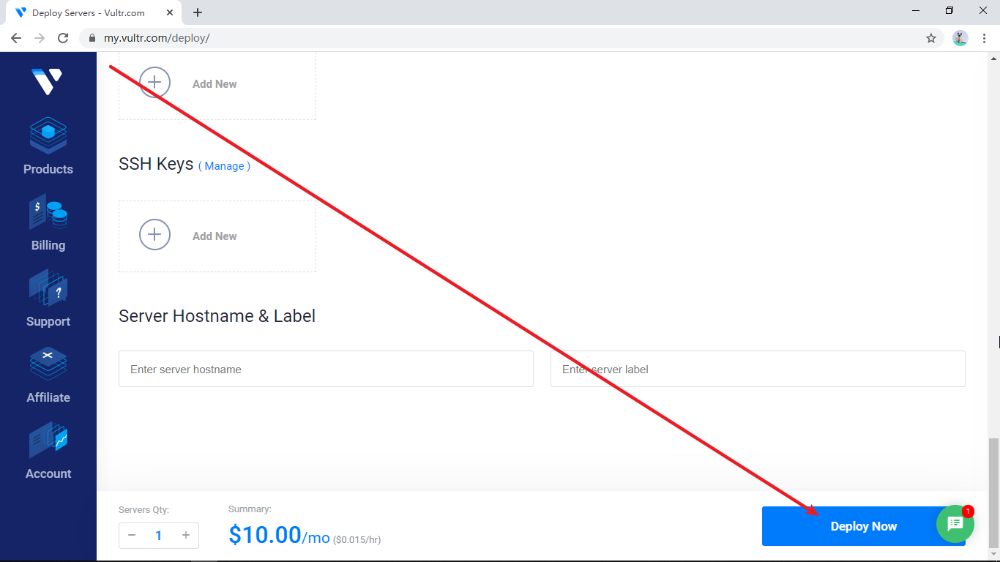 Deploy Servers - Vultr.com
my.vultr.com/deploy/
Products
$
Billing
?
Support
Affiliate
Account
Add New
SSH Keys ( Manage )
Add New
Server Hostname & Label
Enter server hostname
Enter server label
Servers Qty:
− 1 +
Summary:
$10.00/mo ($0.015/hr)
Deploy Now
1